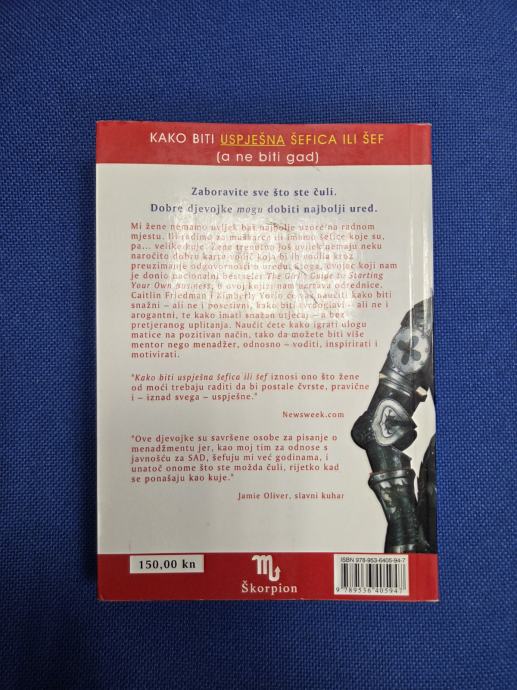 KAKO BITI USPJEŠNA ŠEFICA ILI ŠEF
(a ne biti gad)
Zaboravite sve što ste čuli.
Dobre djevojke mogu dobiti najbolji ured.
Mi žene nemamo uvijek baš najbolje uzore na radnom
mjestu. Ili radimo za muškarce ili imamo šefice koje su,
pa... velike kuje. Žene trenutno još uvijek nemaju neku
naročito dobru kartu vodič koja bi ih vodila kroz
preuzimanje odgovornosti u uredu, stoga, dvojac koji nam
je donio nacionalni bestseler The Girl's Guide to Starting
Your Own Business, u ovoj knjizi nam ucrtava odrednice.
Caitlin Friedman i Kimberly Yorio će vas naučiti kako biti
snažni – ali ne i posesivni, kako biti tvrdoglavi – ali ne i
arogantni, te kako imati snažan utjecaj – a bez
pretjeranog uplitanja. Naučit ćete kako igrati ulogu
matice na pozitivan način, tako da možete biti više
mentor nego menadžer, odnosno – voditi, inspirirati i
motivirati.
"Kako biti uspješna šefica ili šef iznosi ono što žene
od moći trebaju raditi da bi postale čvrste, pravične
i – iznad svega – uspješne."
Newsweek.com
"Ove djevojke su savršene osobe za pisanje o
menadžmentu jer, kao moj tim za odnose s
javnošću za SAD, šefuju mi već godinama, i
unatoč onome što ste možda čuli, rijetko kad
se ponašaju kao kuje."
Jamie Oliver, slavni kuhar
150,00 kn
Škorpion
ISBN 978-953-6405-94-7
9 789536 405947